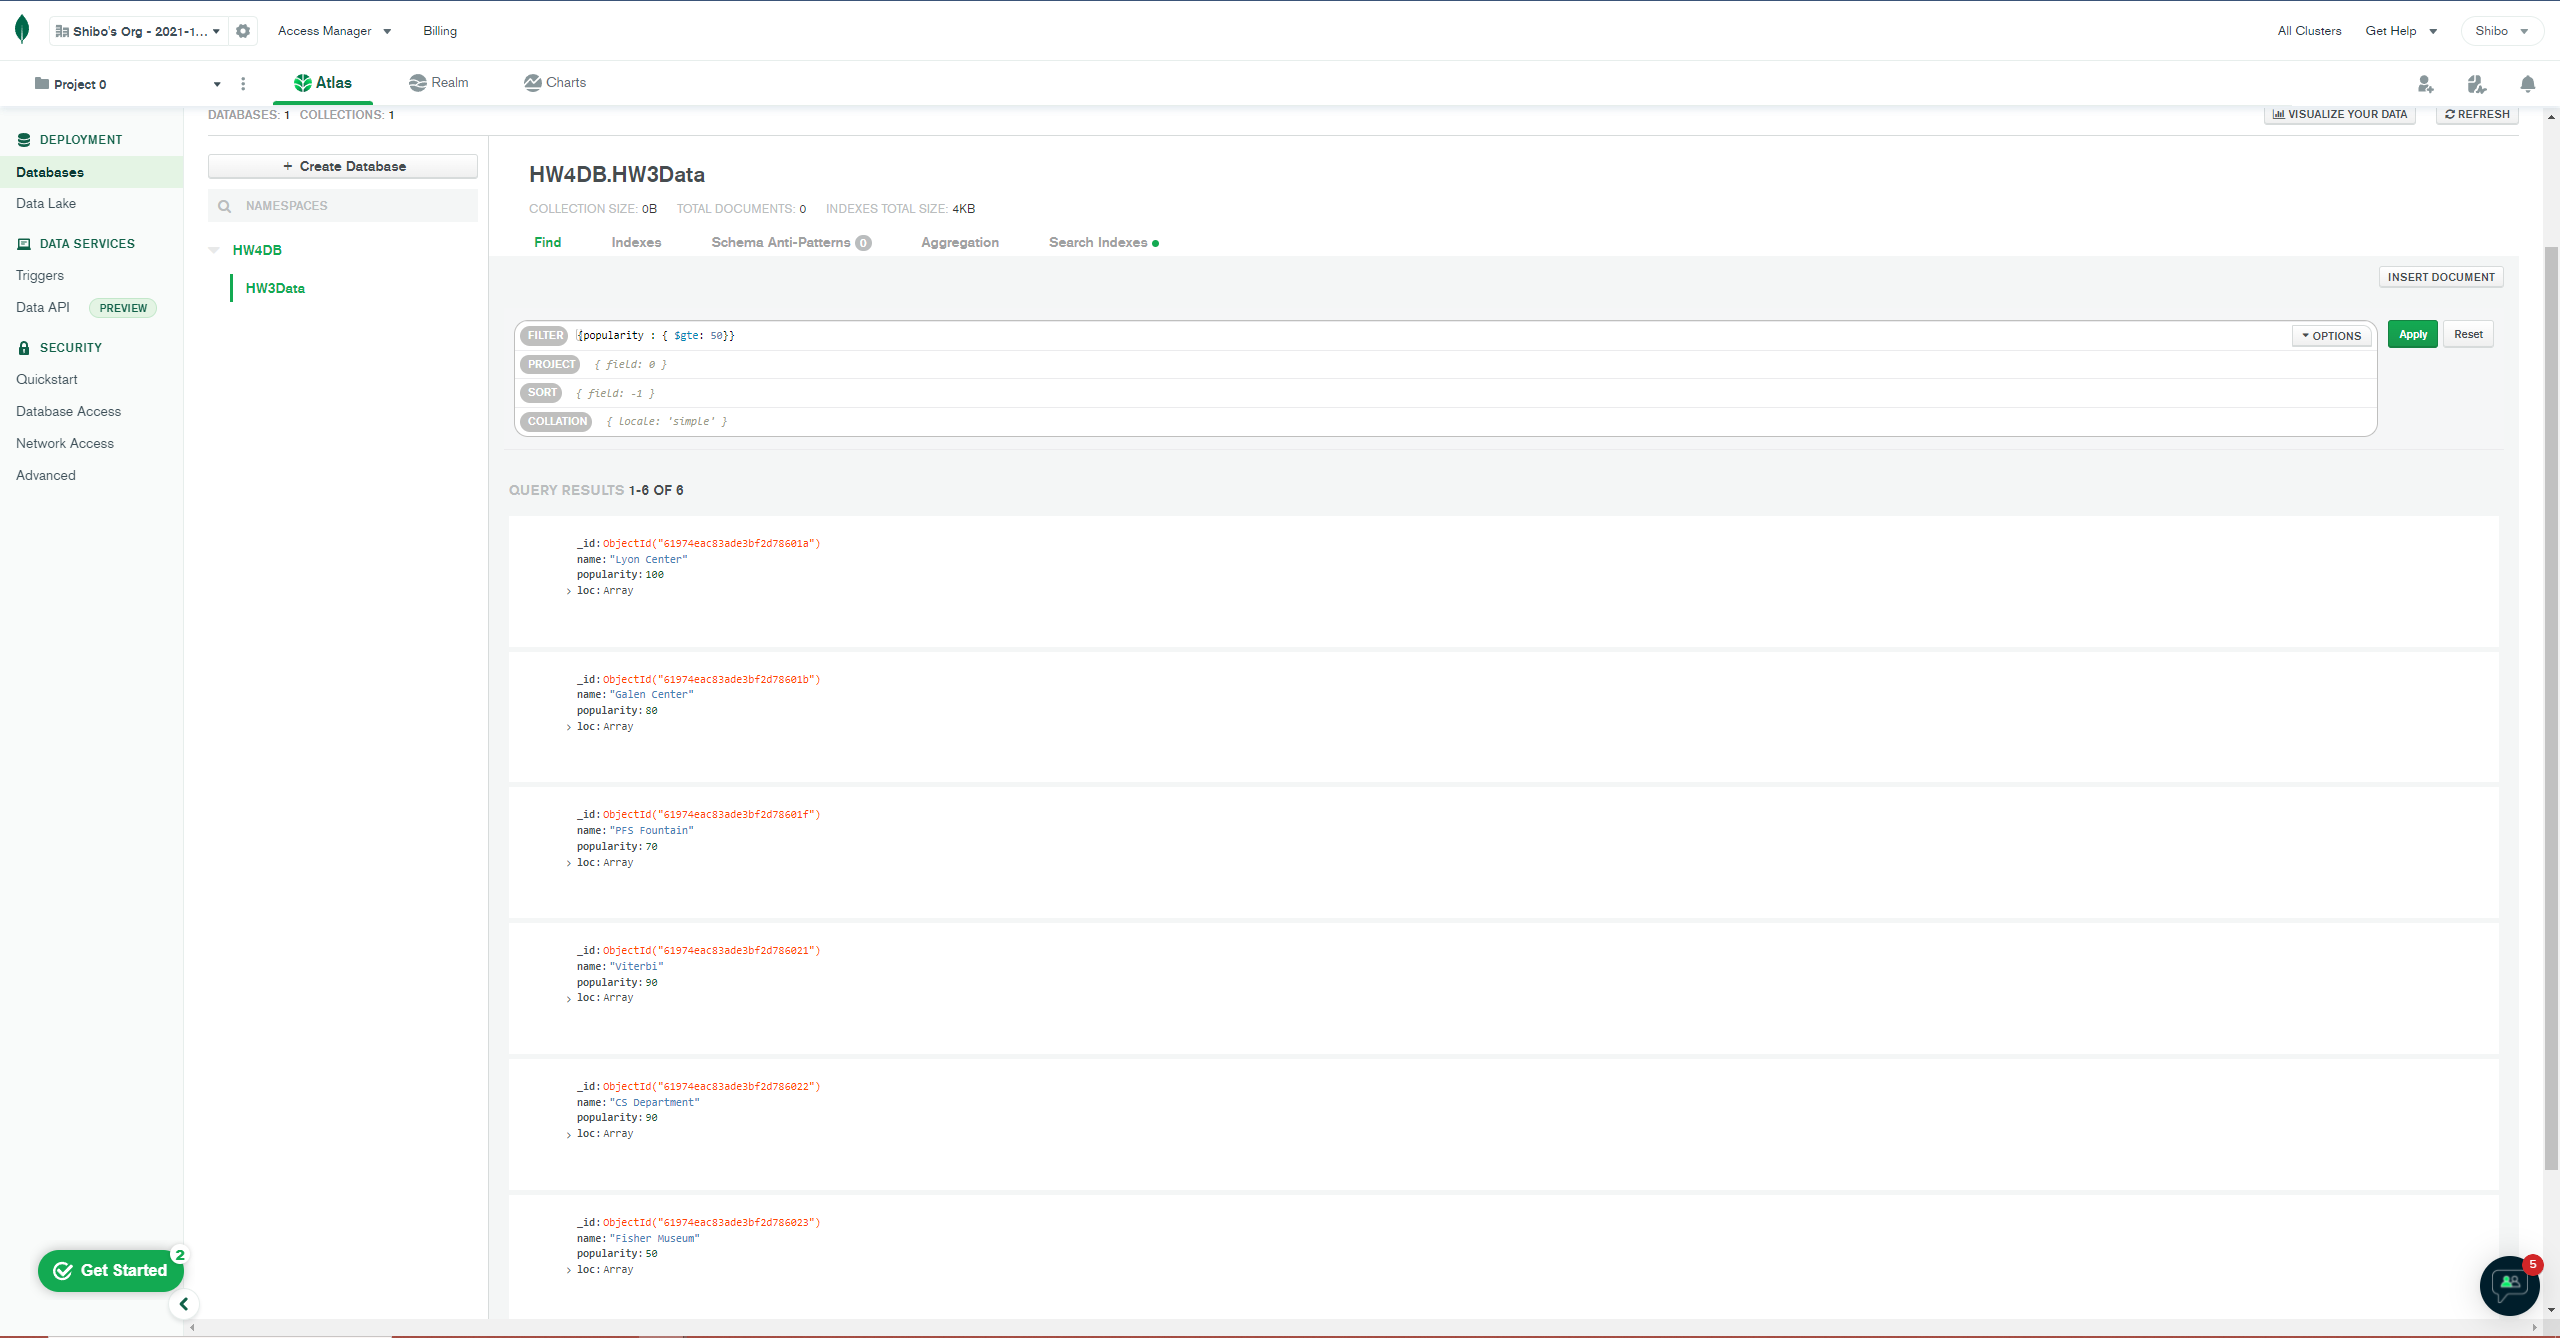 Shibo's Org - 2021-1... Access Manager Billing All Clusters Get Help Shibo
Project 0 Atlas Realm Charts
DATABASES: 1 COLLECTIONS: 1 VISUALIZE YOUR DATA REFRESH
DEPLOYMENT
Databases
Data Lake
DATA SERVICES
Triggers
Data API PREVIEW
SECURITY
Quickstart
Database Access
Network Access
Advanced
+ Create Database
NAMESPACES
HW4DB
HW3Data
HW4DB.HW3Data
COLLECTION SIZE: 0B TOTAL DOCUMENTS: 0 INDEXES TOTAL SIZE: 4KB
Find Indexes Schema Anti-Patterns 0 Aggregation Search Indexes
INSERT DOCUMENT
FILTER {popularity : { $gte: 50}} OPTIONS Apply Reset
PROJECT { field: 0 }
SORT { field: -1 }
COLLATION { locale: 'simple' }
QUERY RESULTS 1-6 OF 6
_id: ObjectId("61974eac83ade3bf2d78601a")
name: "Lyon Center"
popularity: 100
loc: Array
_id: ObjectId("61974eac83ade3bf2d78601b")
name: "Galen Center"
popularity: 80
loc: Array
_id: ObjectId("61974eac83ade3bf2d78601f")
name: "PFS Fountain"
popularity: 70
loc: Array
_id: ObjectId("61974eac83ade3bf2d786021")
name: "Viterbi"
popularity: 90
loc: Array
_id: ObjectId("61974eac83ade3bf2d786022")
name: "CS Department"
popularity: 90
loc: Array
_id: ObjectId("61974eac83ade3bf2d786023")
name: "Fisher Museum"
popularity: 50
loc: Array
Get Started 2
5